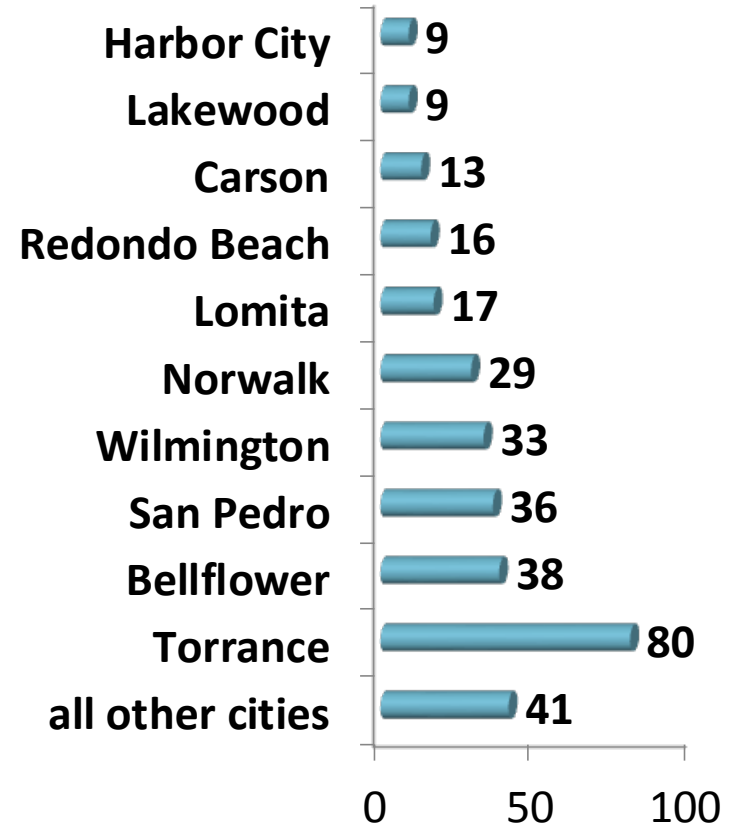 Harbor City 9
Lakewood 9
Carson 13
Redondo Beach 16
Lomita 17
Norwalk 29
Wilmington 33
San Pedro 36
Bellflower 38
Torrance 80
all other cities 41
0 50 100